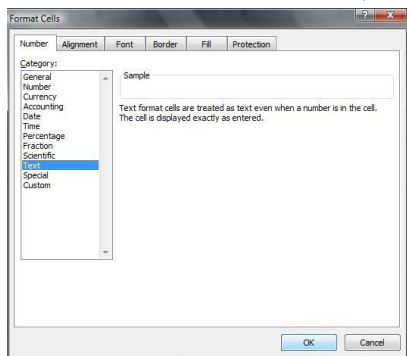 Format Cells
Number Alignment Font Border Fill Protection
Category:
General
Number
Currency
Accounting
Date
Time
Percentage
Fraction
Scientific
Text
Special
Custom
Sample
Text format cells are treated as text even when a number is in the cell.
The cell is displayed exactly as entered.
OK Cancel